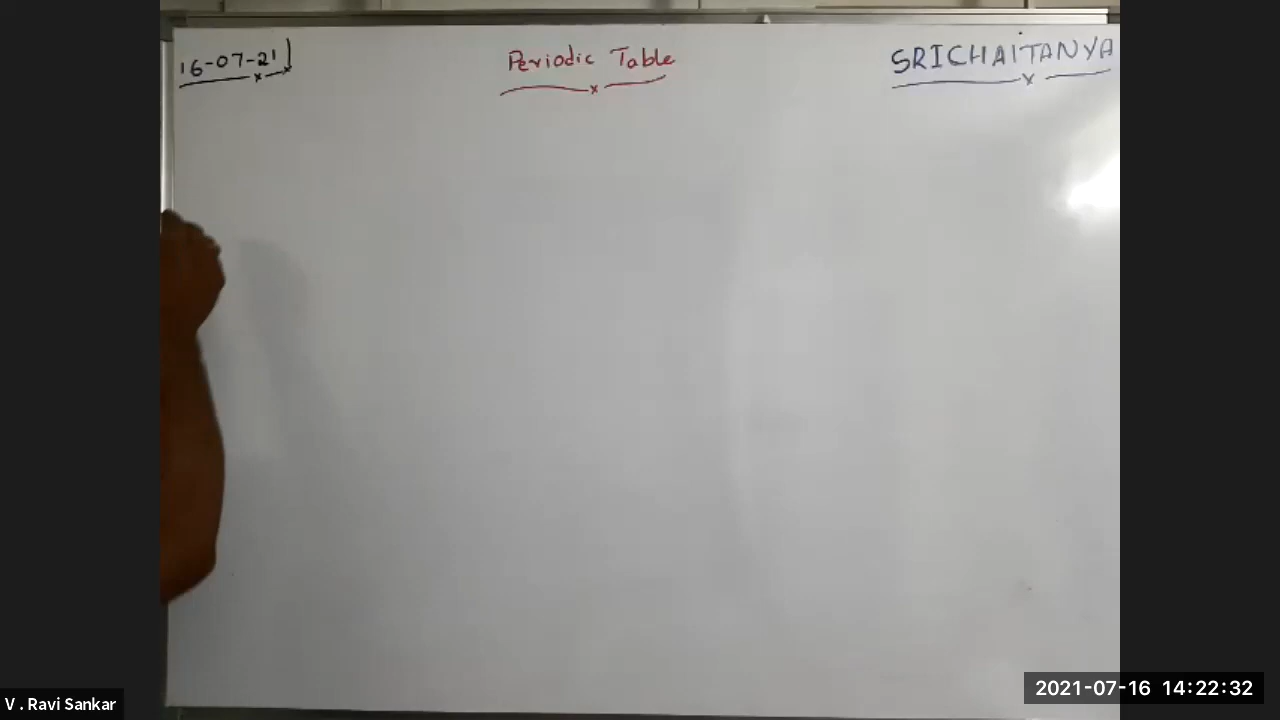 16-07-21
Periodic Table
SRICHAITANYA
V . Ravi Sankar
2021-07-16 14:22:32